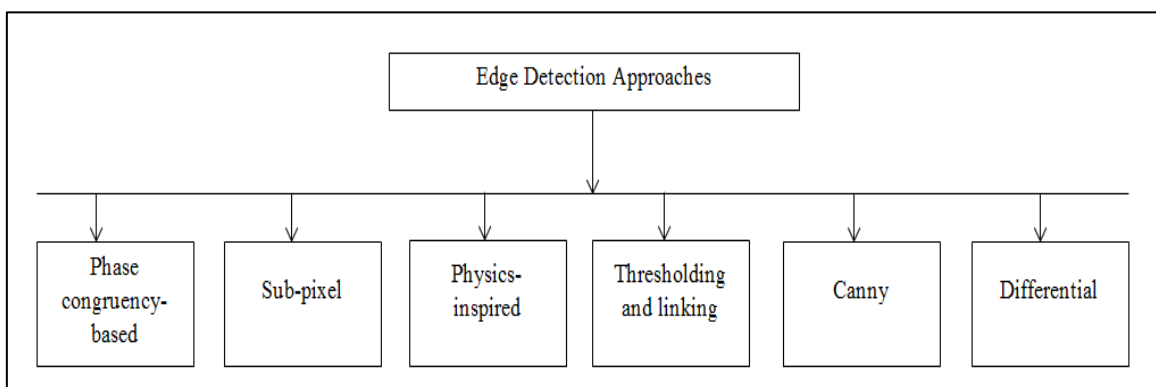 Edge Detection Approaches
Phase
congruency-
based
Sub-pixel
Physics-
inspired
Thresholding
and linking
Canny
Differential